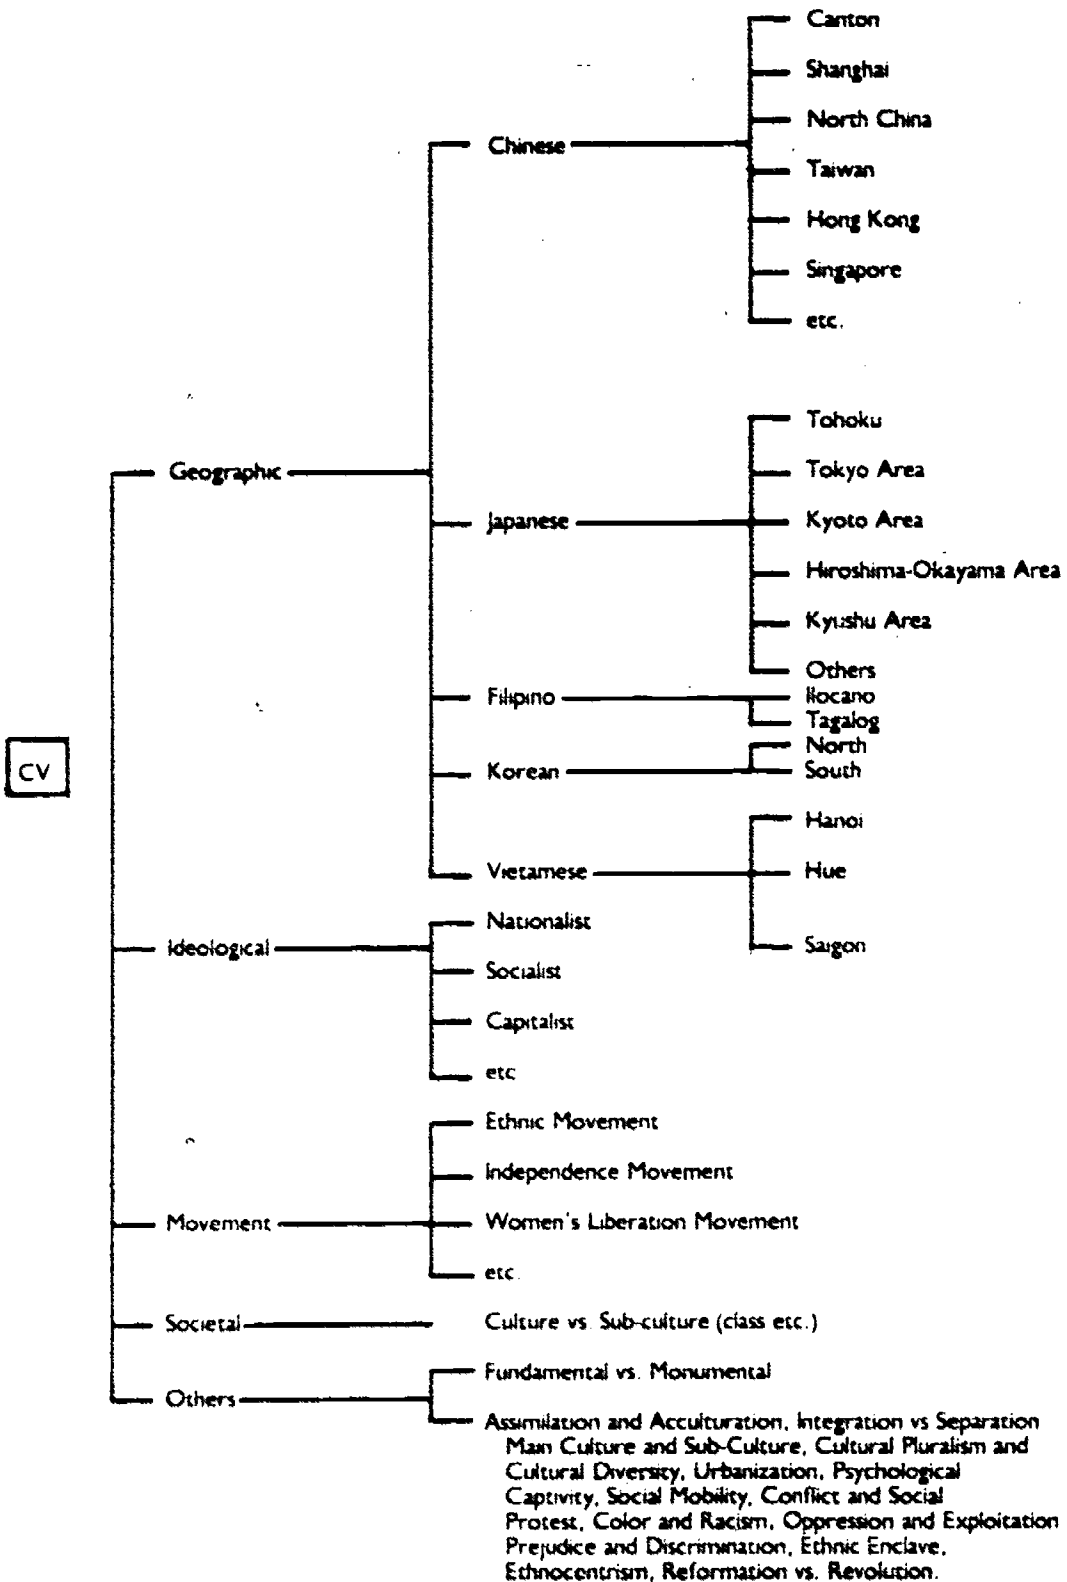 Canton
Shanghai
North China
Chinese
Taiwan
Hong Kong
Singapore
etc.
Tohoku
Geographic
Tokyo Area
Japanese
Kyoto Area
Hiroshima-Okayama Area
Kyushu Area
Others
Filipino
Ilocano
Tagalog
North
CV
Korean
South
Hanoi
Vietamese
Hue
Nationalist
Ideological
Saigon
Socialist
Capitalist
etc
Ethnic Movement
Independence Movement
Movement
Women's Liberation Movement
etc.
Societal
Culture vs. Sub-culture (class etc.)
Fundamental vs. Monumental
Others
Assimilation and Acculturation, Integration vs Separation
Main Culture and Sub-Culture, Cultural Pluralism and
Cultural Diversity, Urbanization, Psychological
Captivity, Social Mobility, Conflict and Social
Protest, Color and Racism, Oppression and Exploitation
Prejudice and Discrimination, Ethnic Enclave,
Ethnocentrism, Reformation vs. Revolution.